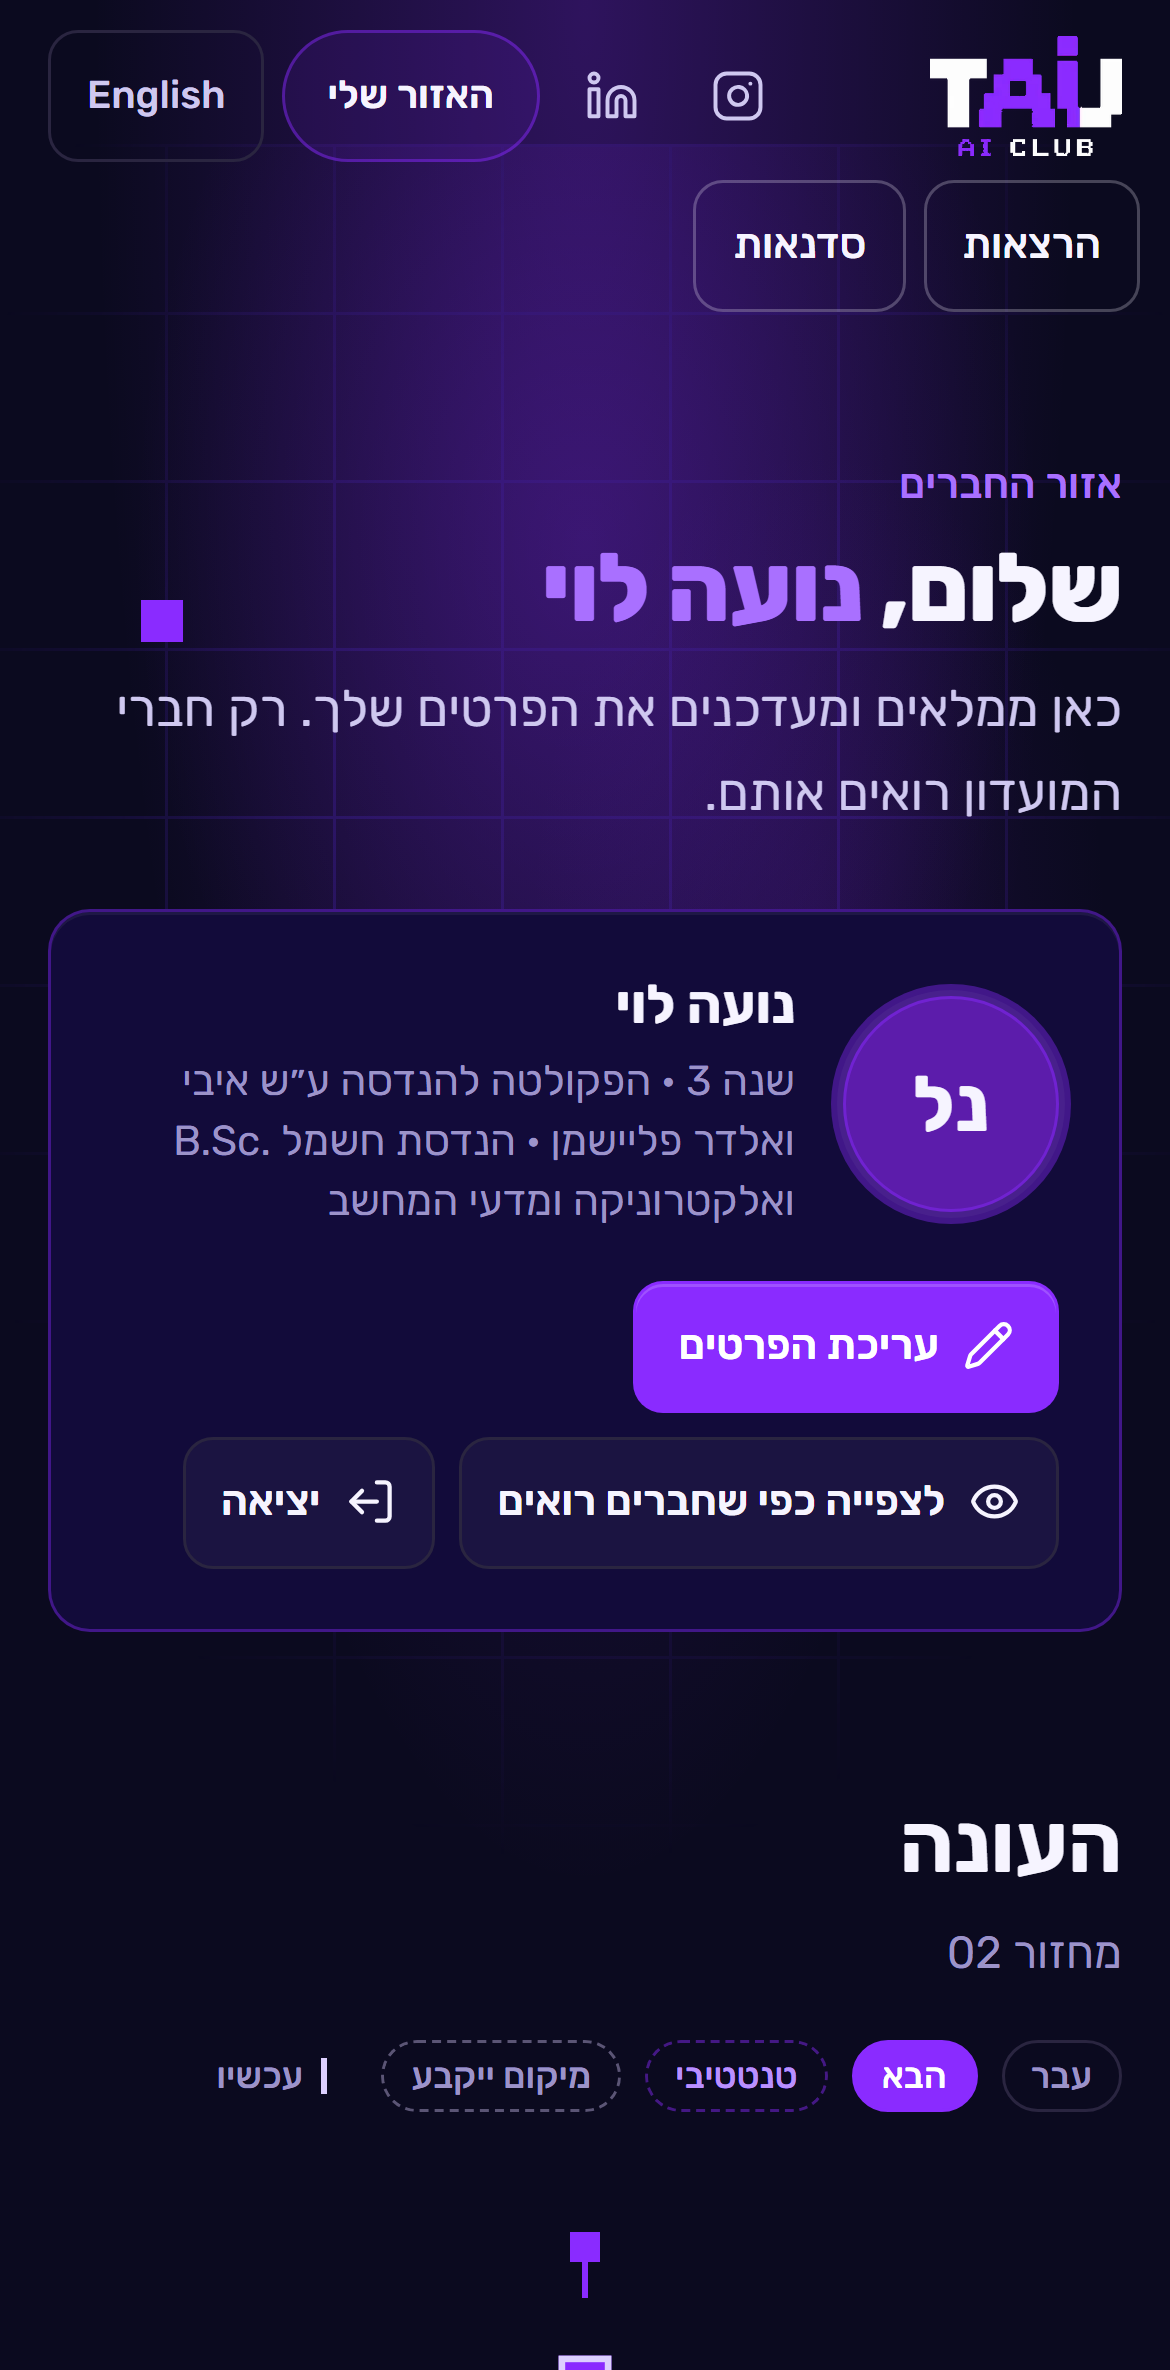 TAU
AI CLUB
האזור שלי
English
הרצאות
סדנאות
אזור החברים
שלום, נועה לוי
כאן ממלאים ומעדכנים את הפרטים שלך. רק חברי
המועדון רואים אותם.
נל
נועה לוי
שנה 3 • הפקולטה להנדסה ע״ש איבי
ואלדר פליישמן • הנדסת חשמל B.Sc.
ואלקטרוניקה ומדעי המחשב
עריכת הפרטים
לצפייה כפי שחברים רואים
יציאה
העונה
מחזור 02
עבר
הבא
טנטטיבי
מיקום ייקבע
עכשיו